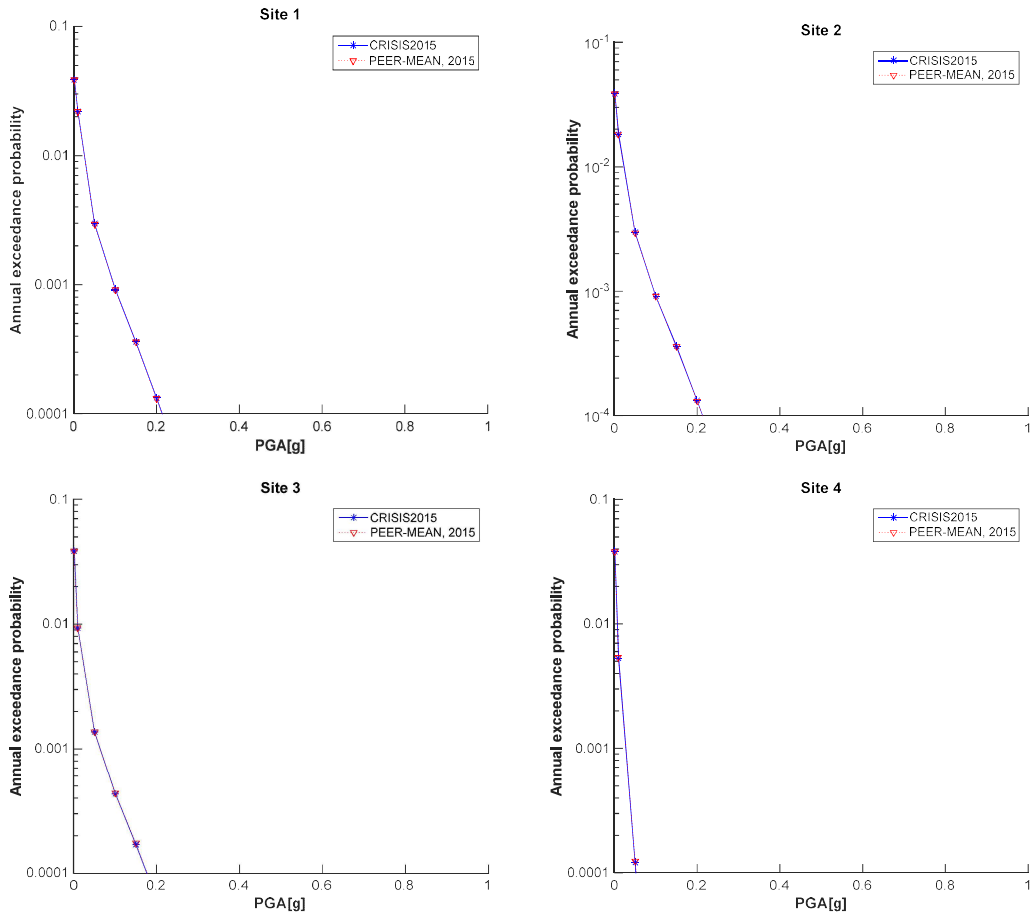 Site 1
0.1
0.01
0.001
0.0001
Annual exceedance probability
CRISIS2015
PEER-MEAN, 2015
0 0.2 0.4 0.6 0.8 1
PGA[g]
Site 2
10⁻¹
10⁻²
10⁻³
10⁻⁴
Annual exceedance probability
CRISIS2015
PEER-MEAN, 2015
0 0.2 0.4 0.6 0.8 1
PGA[g]
Site 3
0.1
0.01
0.001
0.0001
Annual exceedance probability
CRISIS2015
PEER-MEAN, 2015
0 0.2 0.4 0.6 0.8 1
PGA[g]
Site 4
0.1
0.01
0.001
0.0001
Annual exceedance probability
CRISIS2015
PEER-MEAN, 2015
0 0.2 0.4 0.6 0.8 1
PGA[g]